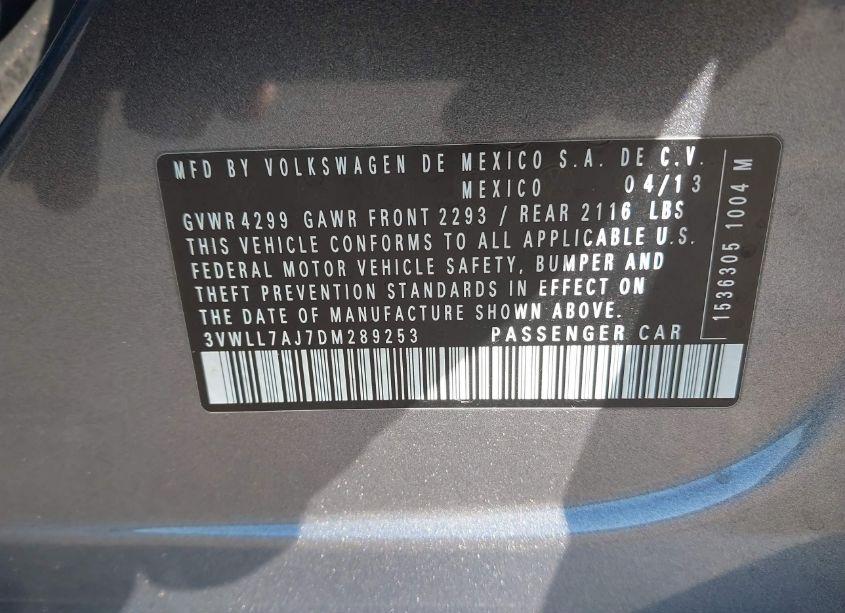 MFD BY VOLKSWAGEN DE MEXICO S.A. DE C.V.
MEXICO 04/13
GVWR 4299 GAWR FRONT 2293 / REAR 2116 LBS
THIS VEHICLE CONFORMS TO ALL APPLICABLE U.S.
FEDERAL MOTOR VEHICLE SAFETY, BUMPER AND
THEFT PREVENTION STANDARDS IN EFFECT ON
THE DATE OF MANUFACTURE SHOWN ABOVE.
3VWLL7AJ7DM289253 PASSENGER CAR
1536305 1004 M